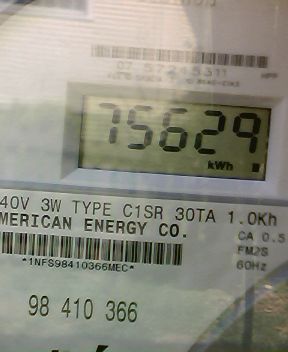 75629
kWh
40V 3W TYPE C1SR 30TA 1.0Kh
MERICAN ENERGY CO.
CA 0.5
*1NFS98410366MEC*
FM2S
60Hz
98 410 366